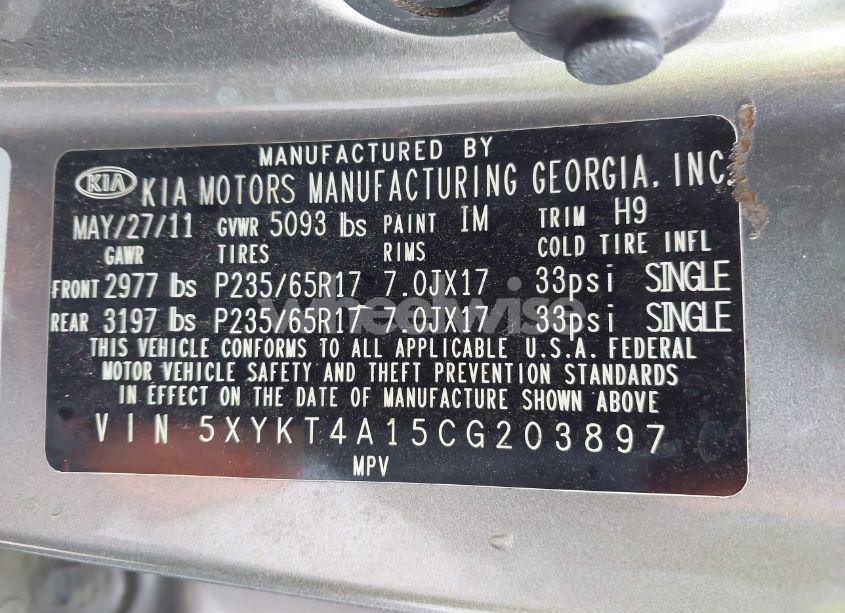 MANUFACTURED BY
KIA KIA MOTORS MANUFACTURING GEORGIA, INC.
MAY/27/11 GVWR 5093 lbs PAINT IM TRIM H9
GAWR TIRES RIMS COLD TIRE INFL
FRONT 2977 lbs P235/65R17 7.0JX17 33psi SINGLE
REAR 3197 lbs P235/65R17 7.0JX17 33psi SINGLE
wheelwise
THIS VEHICLE CONFORMS TO ALL APPLICABLE U.S.A. FEDERAL
MOTOR VEHICLE SAFETY AND THEFT PREVENTION STANDARDS
IN EFFECT ON THE DATE OF MANUFACTURE SHOWN ABOVE
VIN 5XYKT4A15CG203897
MPV